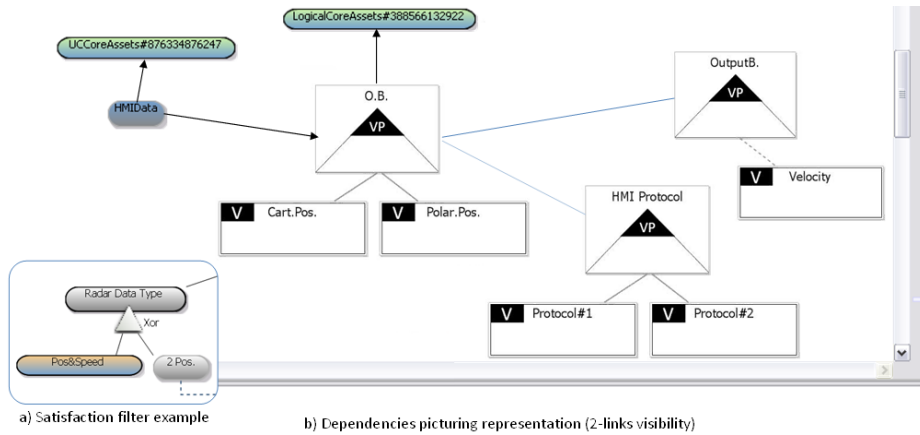 LogicalCoreAssets#388566132922
UCCoreAssets#876334876247
HMIData
O.B.
VP
OutputB.
VP
V Velocity
V Cart.Pos.
V Polar.Pos.
HMI Protocol
VP
V Protocol#1
V Protocol#2
Radar Data Type
Xor
Pos&Speed
2 Pos.
a) Satisfaction filter example
b) Dependencies picturing representation (2-links visibility)